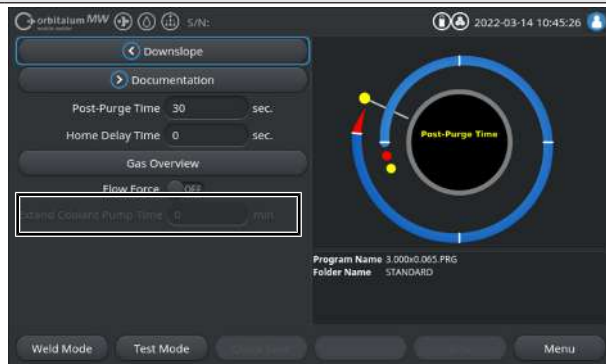 orbitalum MW S/N: 2022-03-14 10:45:26
Downslope
Documentation
Post-Purge Time 30 sec.
Home Delay Time 0 sec.
Gas Overview
Flow Force OFF
Extand Coolant Pump Time 0 min
Post-Purge Time
Program Name 3.000x0.065.PRG
Folder Name STANDARD
Weld Mode Test Mode Menu